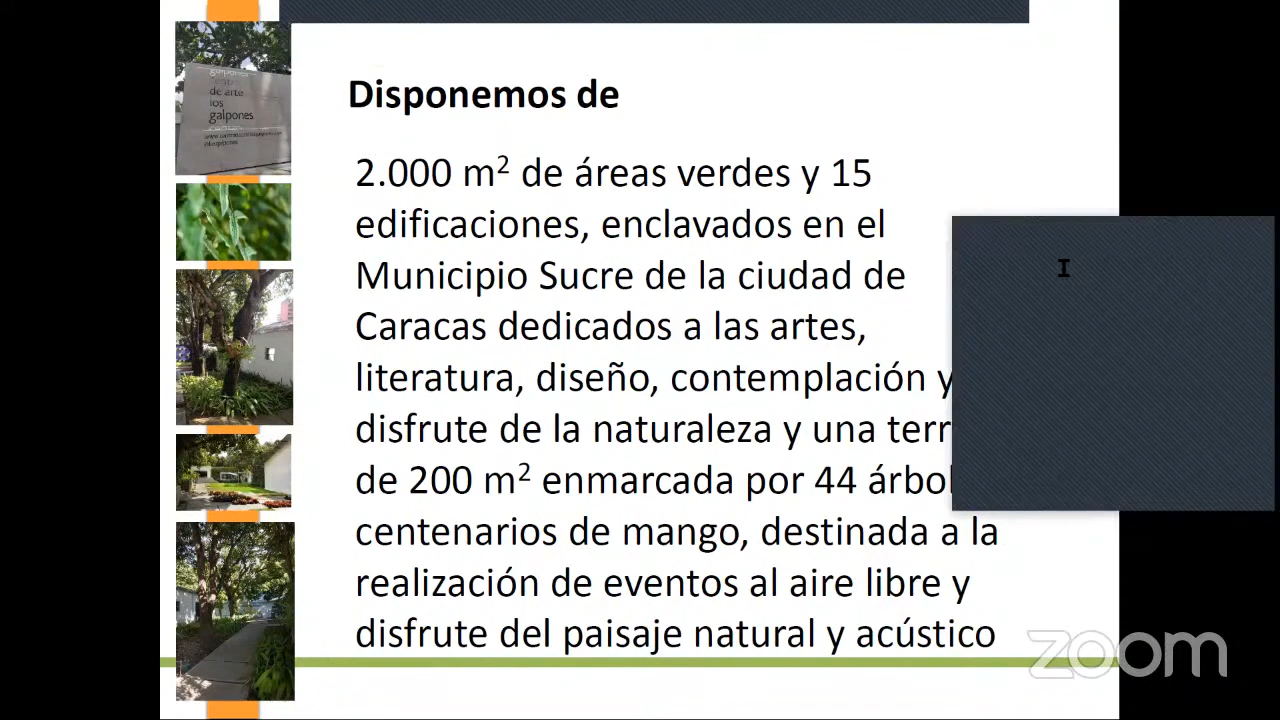 de arte
los
galpones
Disponemos de
2.000 m² de áreas verdes y 15
edificaciones, enclavados en el
Municipio Sucre de la ciudad de
Caracas dedicados a las artes,
literatura, diseño, contemplación y
disfrute de la naturaleza y una
de 200 m² enmarcada por 44
centenarios de mango, destinada a la
realización de eventos al aire libre y
disfrute del paisaje natural y acústico
zoom